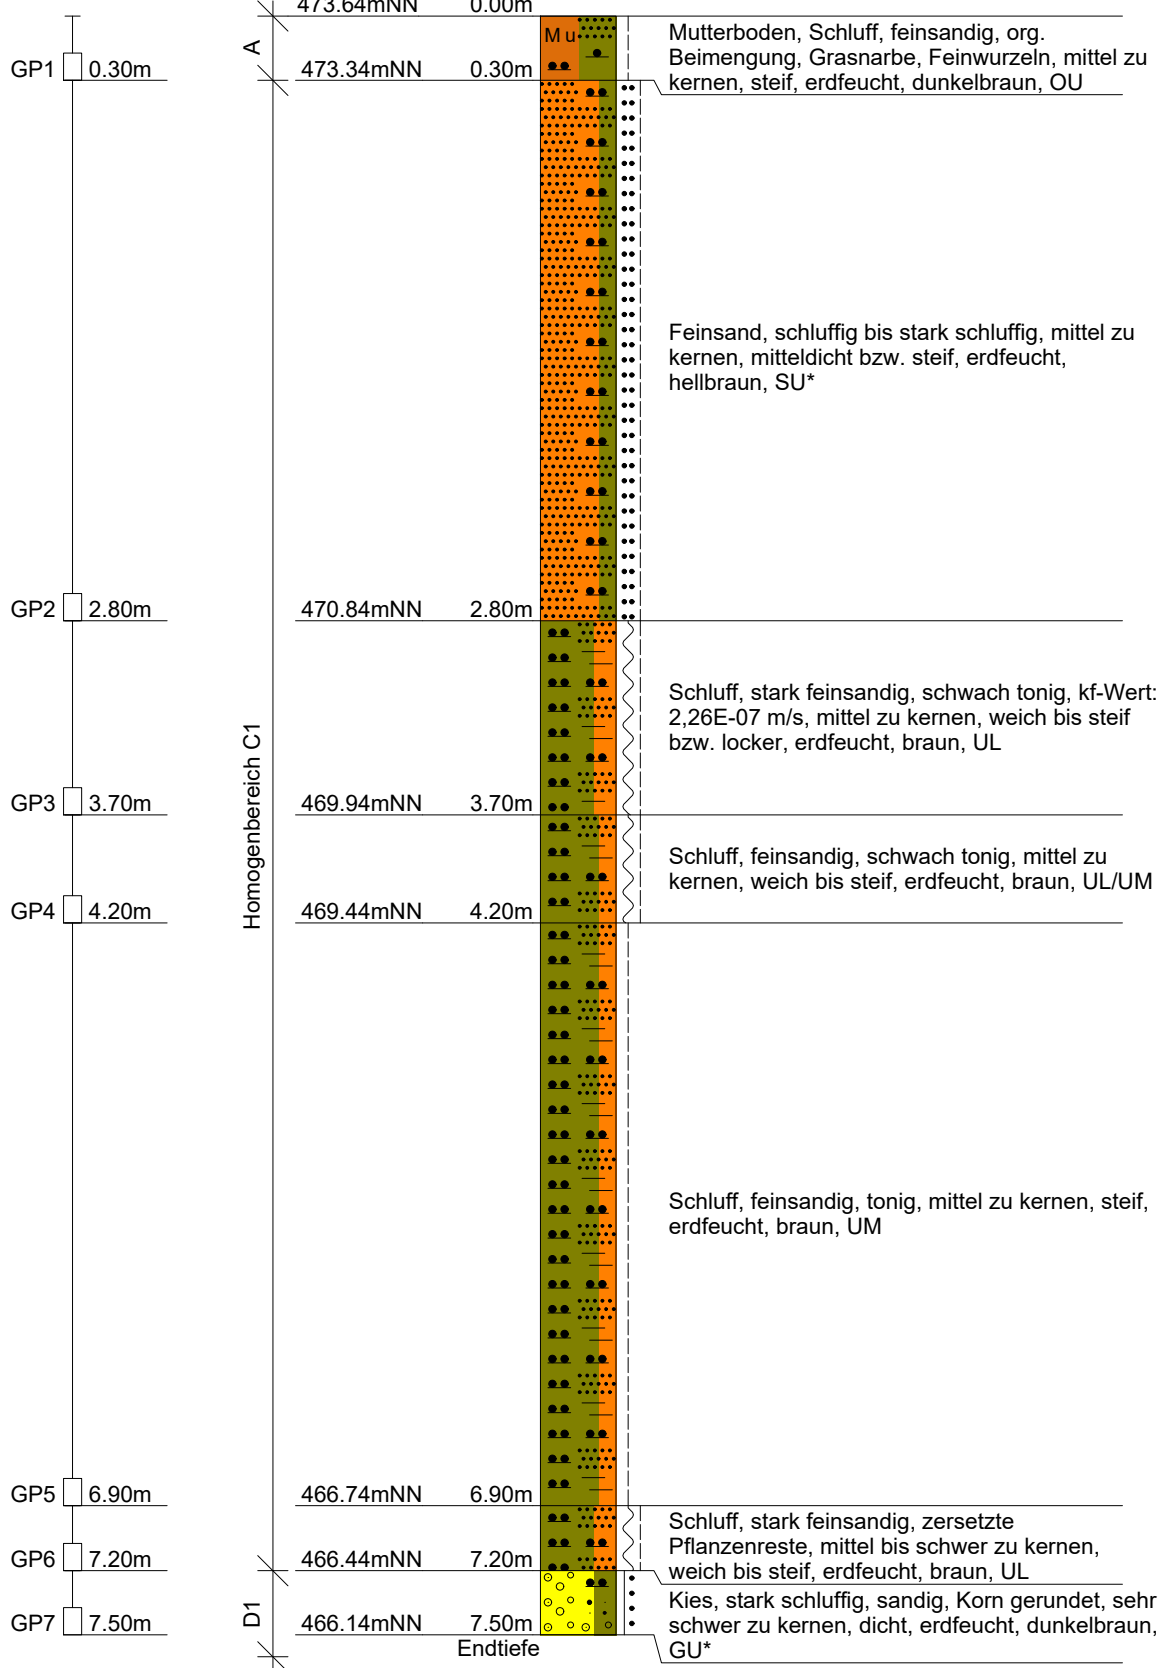 473.64mNN 0.00m
A
GP1 0.30m
473.34mNN 0.30m
Mu
Mutterboden, Schluff, feinsandig, org.
Beimengung, Grasnarbe, Feinwurzeln, mittel zu
kernen, steif, erdfeucht, dunkelbraun, OU
Feinsand, schluffig bis stark schluffig, mittel zu
kernen, mitteldicht bzw. steif, erdfeucht,
hellbraun, SU*
GP2 2.80m
470.84mNN 2.80m
Homogenbereich C1
Schluff, stark feinsandig, schwach tonig, kf-Wert:
2,26E-07 m/s, mittel zu kernen, weich bis steif
bzw. locker, erdfeucht, braun, UL
GP3 3.70m
469.94mNN 3.70m
Schluff, feinsandig, schwach tonig, mittel zu
kernen, weich bis steif, erdfeucht, braun, UL/UM
GP4 4.20m
469.44mNN 4.20m
Schluff, feinsandig, tonig, mittel zu kernen, steif,
erdfeucht, braun, UM
GP5 6.90m
466.74mNN 6.90m
Schluff, stark feinsandig, zersetzte
Pflanzenreste, mittel bis schwer zu kernen,
weich bis steif, erdfeucht, braun, UL
GP6 7.20m
466.44mNN 7.20m
D1
Kies, stark schluffig, sandig, Korn gerundet, sehr
schwer zu kernen, dicht, erdfeucht, dunkelbraun,
GU*
GP7 7.50m
466.14mNN 7.50m
Endtiefe